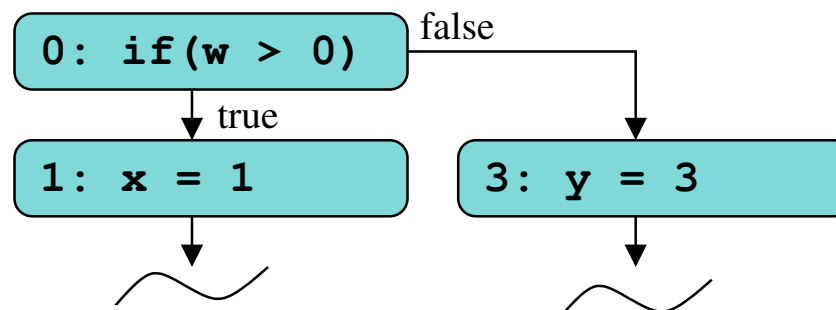 0: if(w > 0)
false
true
1: x = 1
3: y = 3